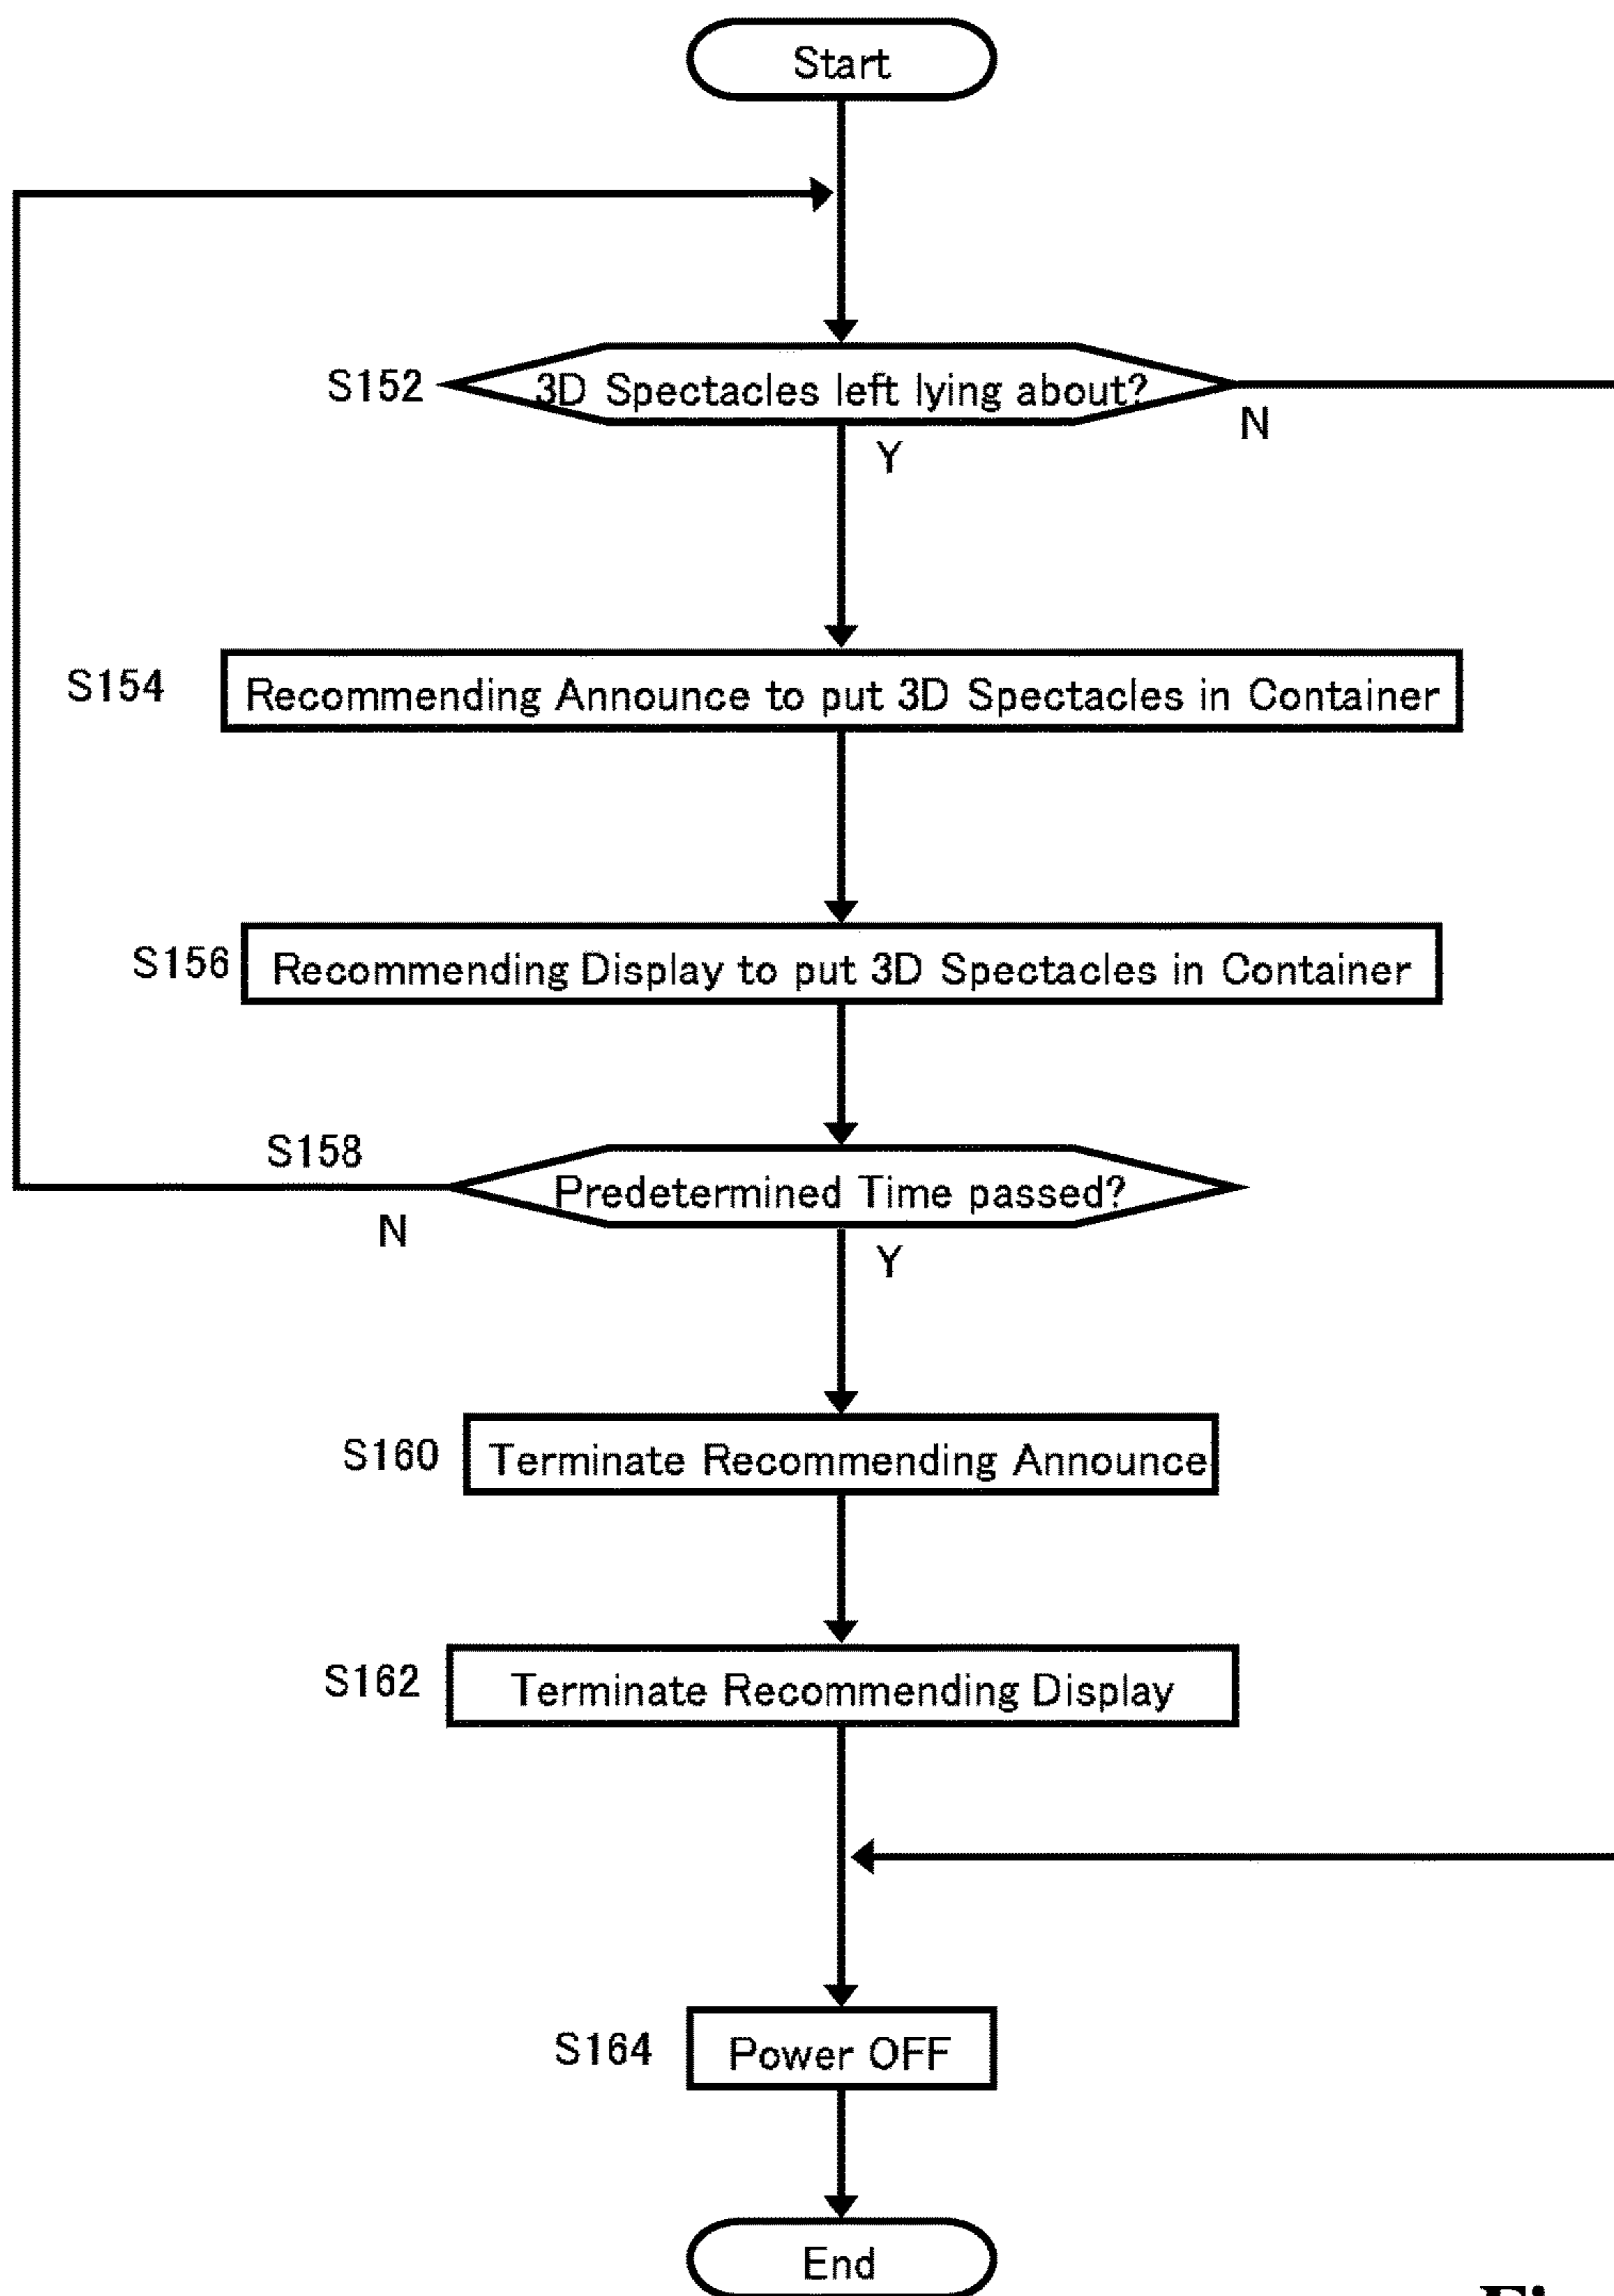 Start
S152
3D Spectacles left lying about?
N
Y
S154
Recommending Announce to put 3D Spectacles in Container
S156
Recommending Display to put 3D Spectacles in Container
S158
Predetermined Time passed?
N
Y
S160
Terminate Recommending Announce
S162
Terminate Recommending Display
S164
Power OFF
End